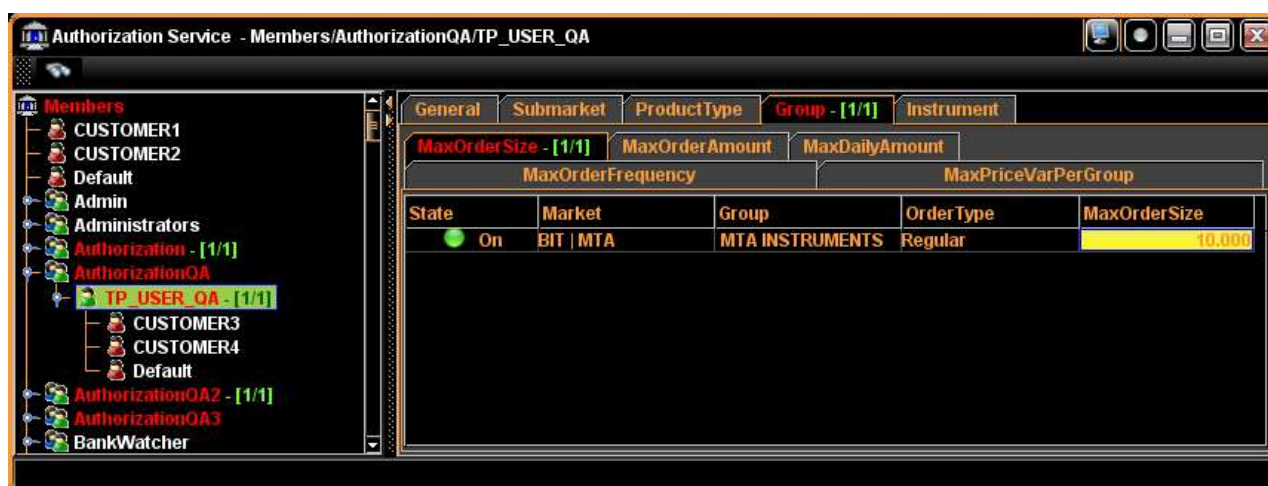 Authorization Service - Members/AuthorizationQA/TP_USER_QA
Members
CUSTOMER1
CUSTOMER2
Default
Admin
Administrators
Authorization - [1/1]
AuthorizationQA
TP_USER_QA - [1/1]
CUSTOMER3
CUSTOMER4
Default
AuthorizationQA2 - [1/1]
AuthorizationQA3
BankWatcher
General Submarket ProductType Group - [1/1] Instrument
MaxOrderSize - [1/1] MaxOrderAmount MaxDailyAmount
MaxOrderFrequency MaxPriceVarPerGroup
State Market Group OrderType MaxOrderSize
On BIT | MTA MTA INSTRUMENTS Regular 10.000